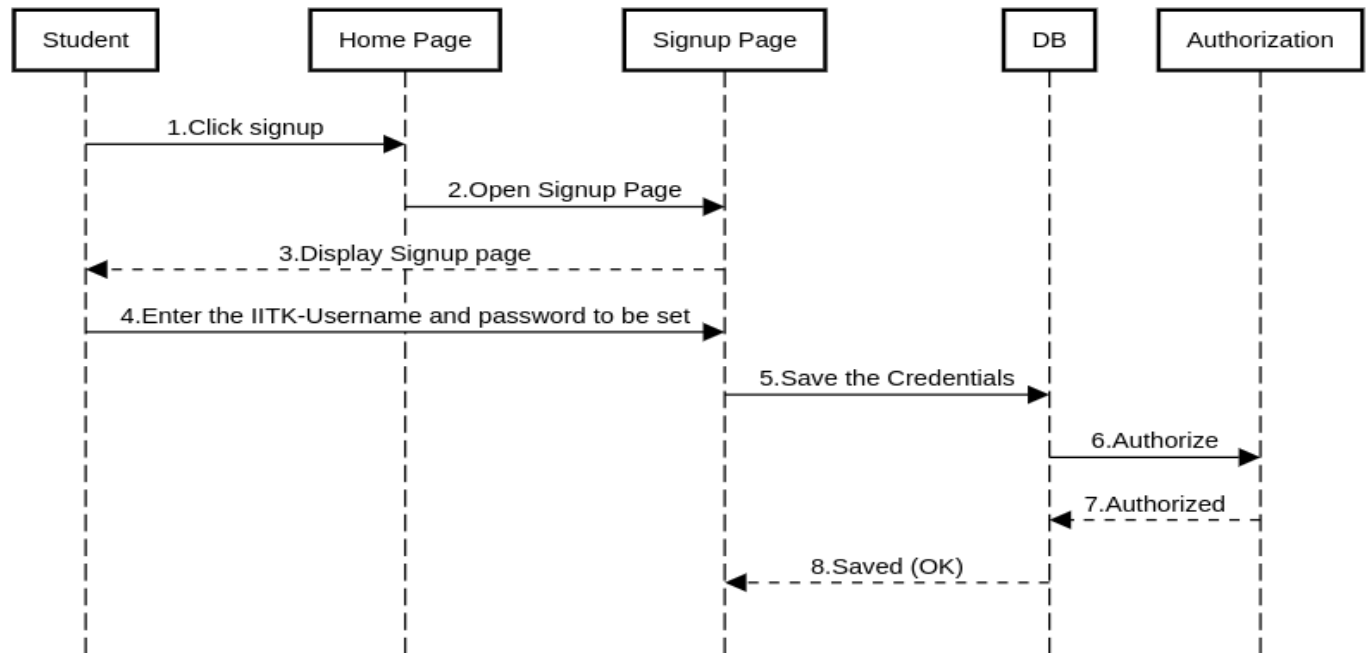 Student
Home Page
Signup Page
DB
Authorization
1.Click signup
2.Open Signup Page
3.Display Signup page
4.Enter the IITK-Username and password to be set
5.Save the Credentials
6.Authorize
7.Authorized
8.Saved (OK)